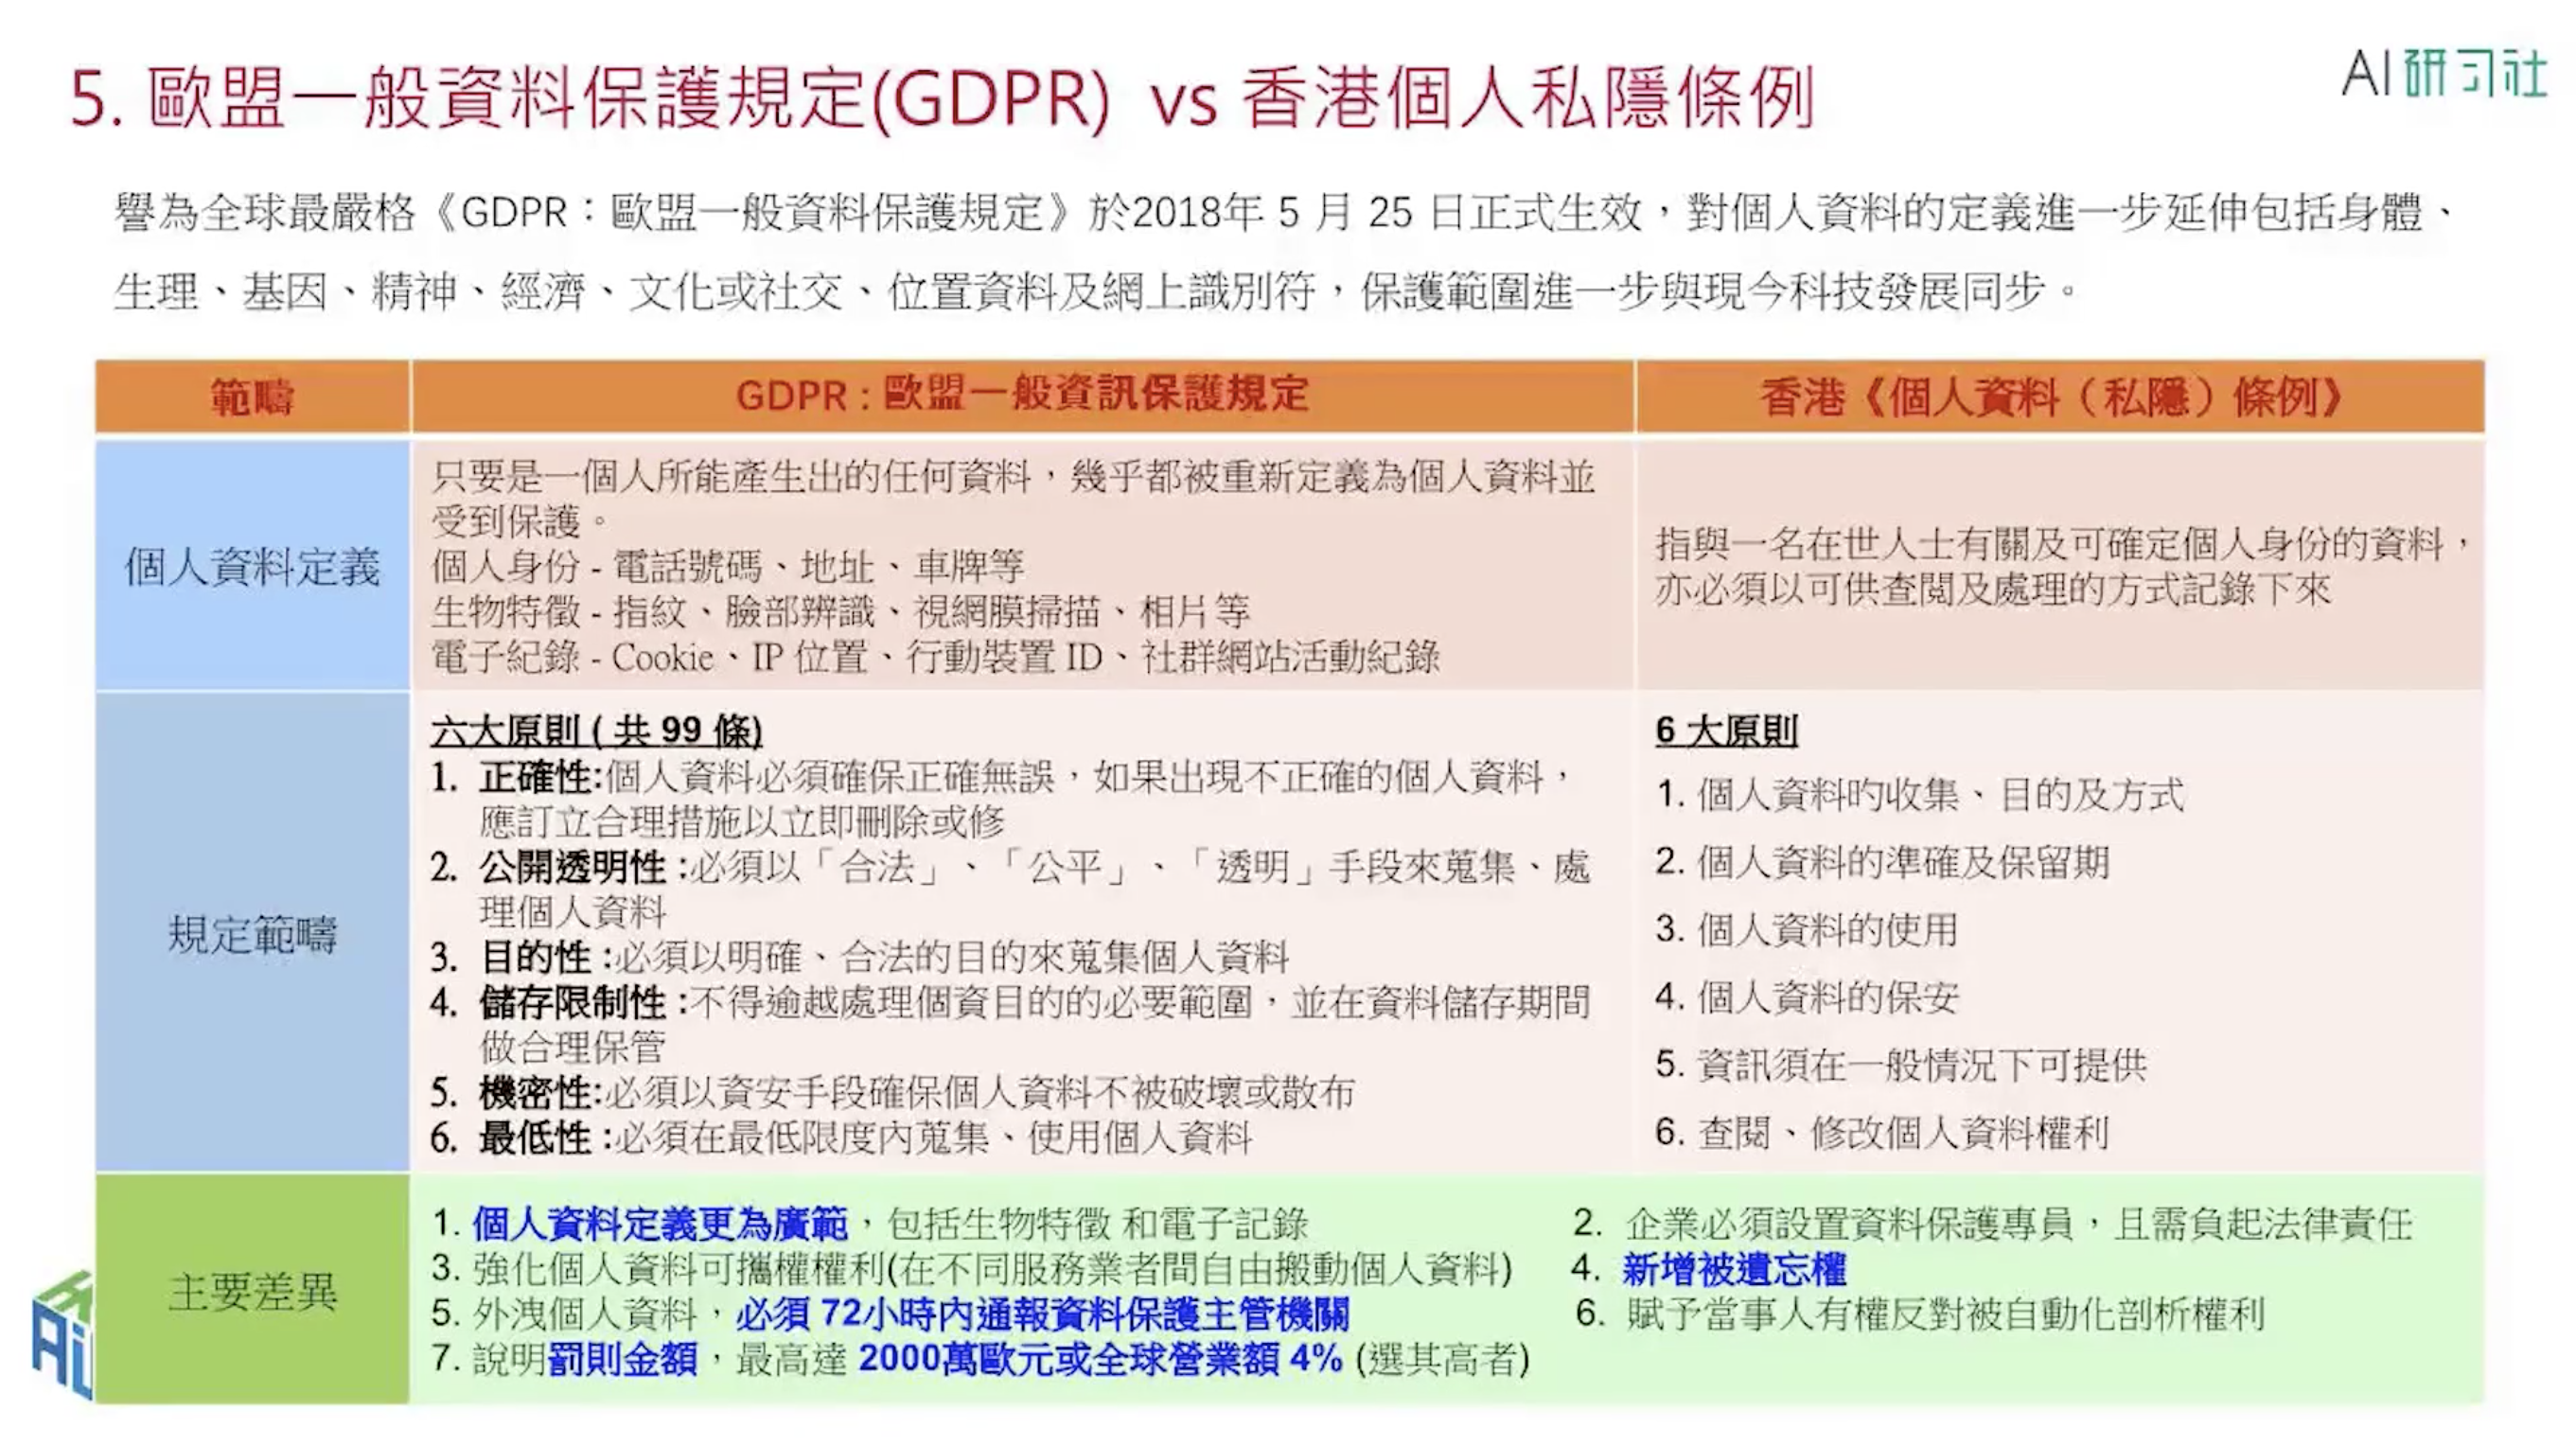 5. 歐盟一般資料保護規定(GDPR) vs 香港個人私隱條例
AI研习社
譽為全球最嚴格《GDPR：歐盟一般資料保護規定》於2018年 5 月 25 日正式生效，對個人資料的定義進一步延伸包括身體、
生理、基因、精神、經濟、文化或社交、位置資料及網上識別符，保護範圍進一步與現今科技發展同步。
範疇
GDPR : 歐盟一般資訊保護規定
香港《個人資料（私隱）條例》
個人資料定義
只要是一個人所能產生出的任何資料，幾乎都被重新定義為個人資料並
受到保護。
個人身份 - 電話號碼、地址、車牌等
生物特徵 - 指紋、臉部辨識、視網膜掃描、相片等
電子紀錄 - Cookie、IP 位置、行動裝置 ID、社群網站活動紀錄
指與一名在世人士有關及可確定個人身份的資料，
亦必須以可供查閱及處理的方式記錄下來
規定範疇
六大原則 ( 共 99 條)
1. 正確性:個人資料必須確保正確無誤，如果出現不正確的個人資料，
應訂立合理措施以立即刪除或修
2. 公開透明性 :必須以「合法」、「公平」、「透明」手段來蒐集、處
理個人資料
3. 目的性 :必須以明確、合法的目的來蒐集個人資料
4. 儲存限制性 :不得逾越處理個資目的的必要範圍，並在資料儲存期間
做合理保管
5. 機密性:必須以資安手段確保個人資料不被破壞或散布
6. 最低性 :必須在最低限度內蒐集、使用個人資料
6 大原則
1. 個人資料旳收集、目的及方式
2. 個人資料的準確及保留期
3. 個人資料的使用
4. 個人資料的保安
5. 資訊須在一般情況下可提供
6. 查閱、修改個人資料權利
主要差異
1. 個人資料定義更為廣範，包括生物特徵 和電子記錄
2. 企業必須設置資料保護專員，且需負起法律責任
3. 強化個人資料可攜權權利(在不同服務業者間自由搬動個人資料)
4. 新增被遺忘權
5. 外洩個人資料，必須 72小時內通報資料保護主管機關
6. 賦予當事人有權反對被自動化剖析權利
7. 說明罰則金額，最高達 2000萬歐元或全球營業額 4% (選其高者)